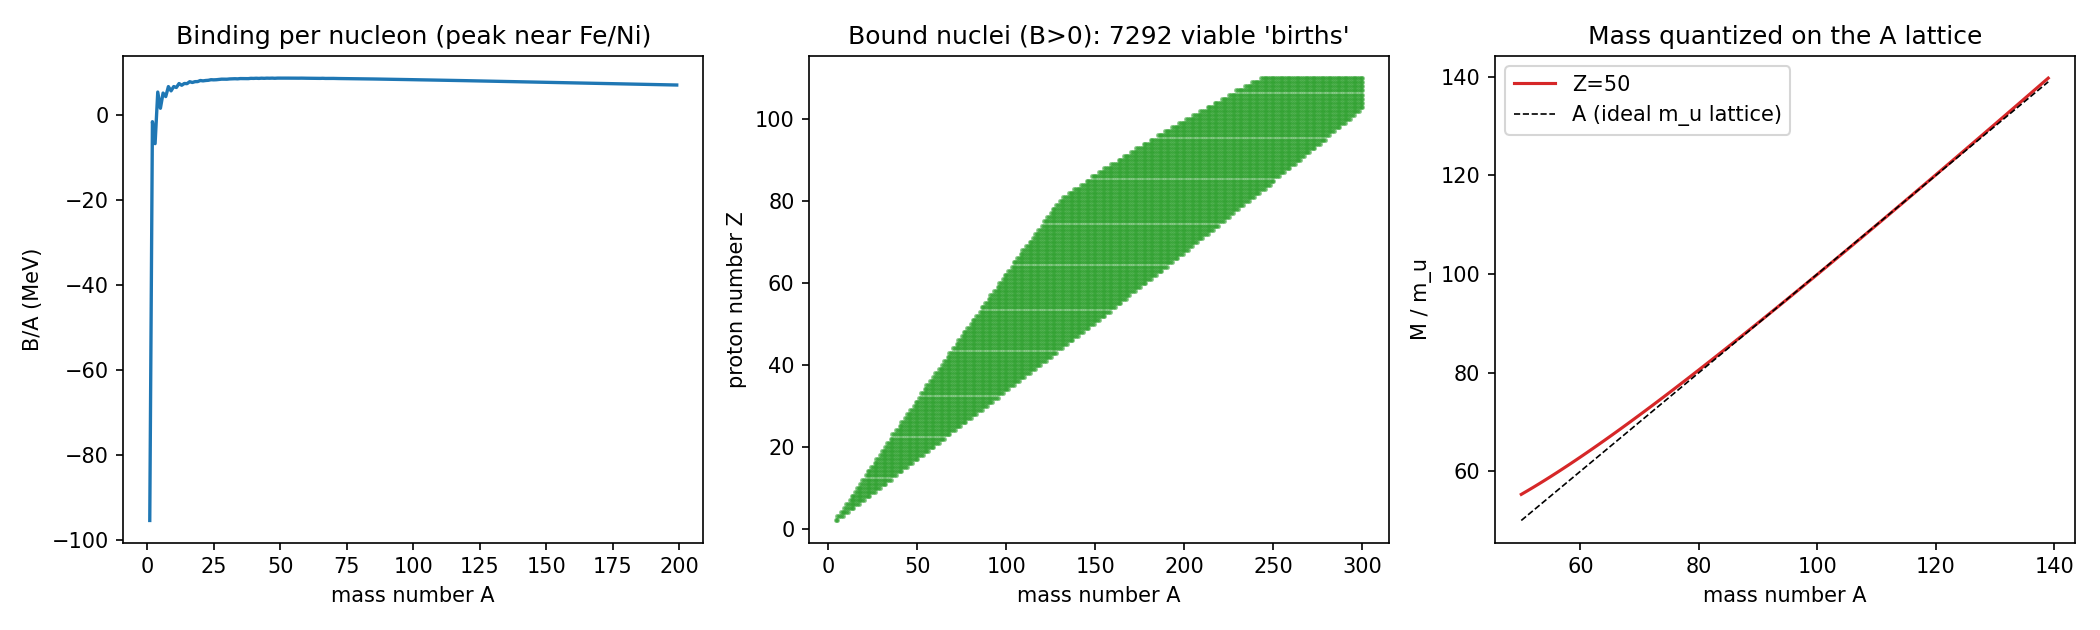 Binding per nucleon (peak near Fe/Ni)
B/A (MeV)
0
−20
−40
−60
−80
−100
0 25 50 75 100 125 150 175 200
mass number A
Bound nuclei (B>0): 7292 viable 'births'
proton number Z
100
80
60
40
20
0
0 50 100 150 200 250 300
mass number A
Mass quantized on the A lattice
Z=50
A (ideal m_u lattice)
M / m_u
140
120
100
80
60
60 80 100 120 140
mass number A